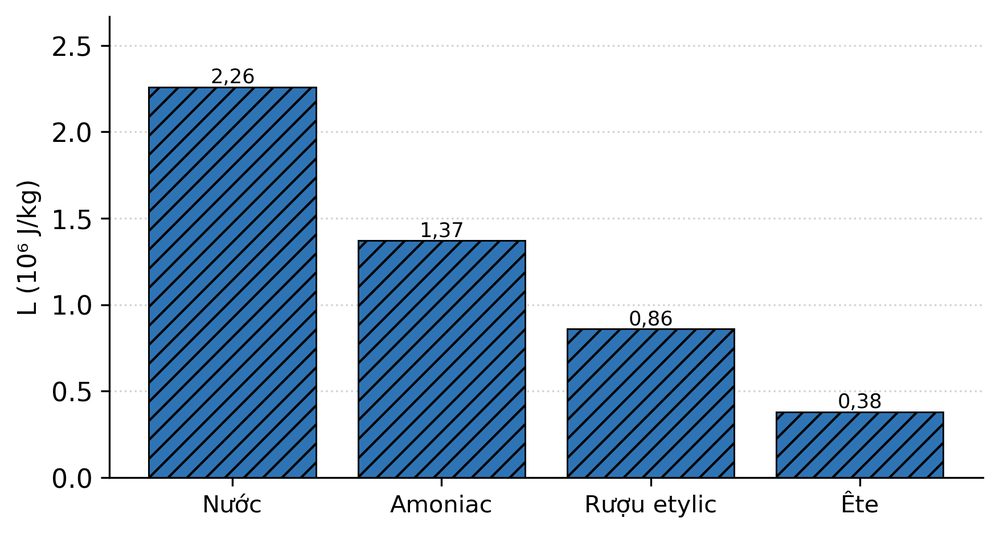 L (10⁶ J/kg)
2.5
2.0
1.5
1.0
0.5
0.0
2,26
1,37
0,86
0,38
Nước
Amoniac
Rượu etylic
Ête